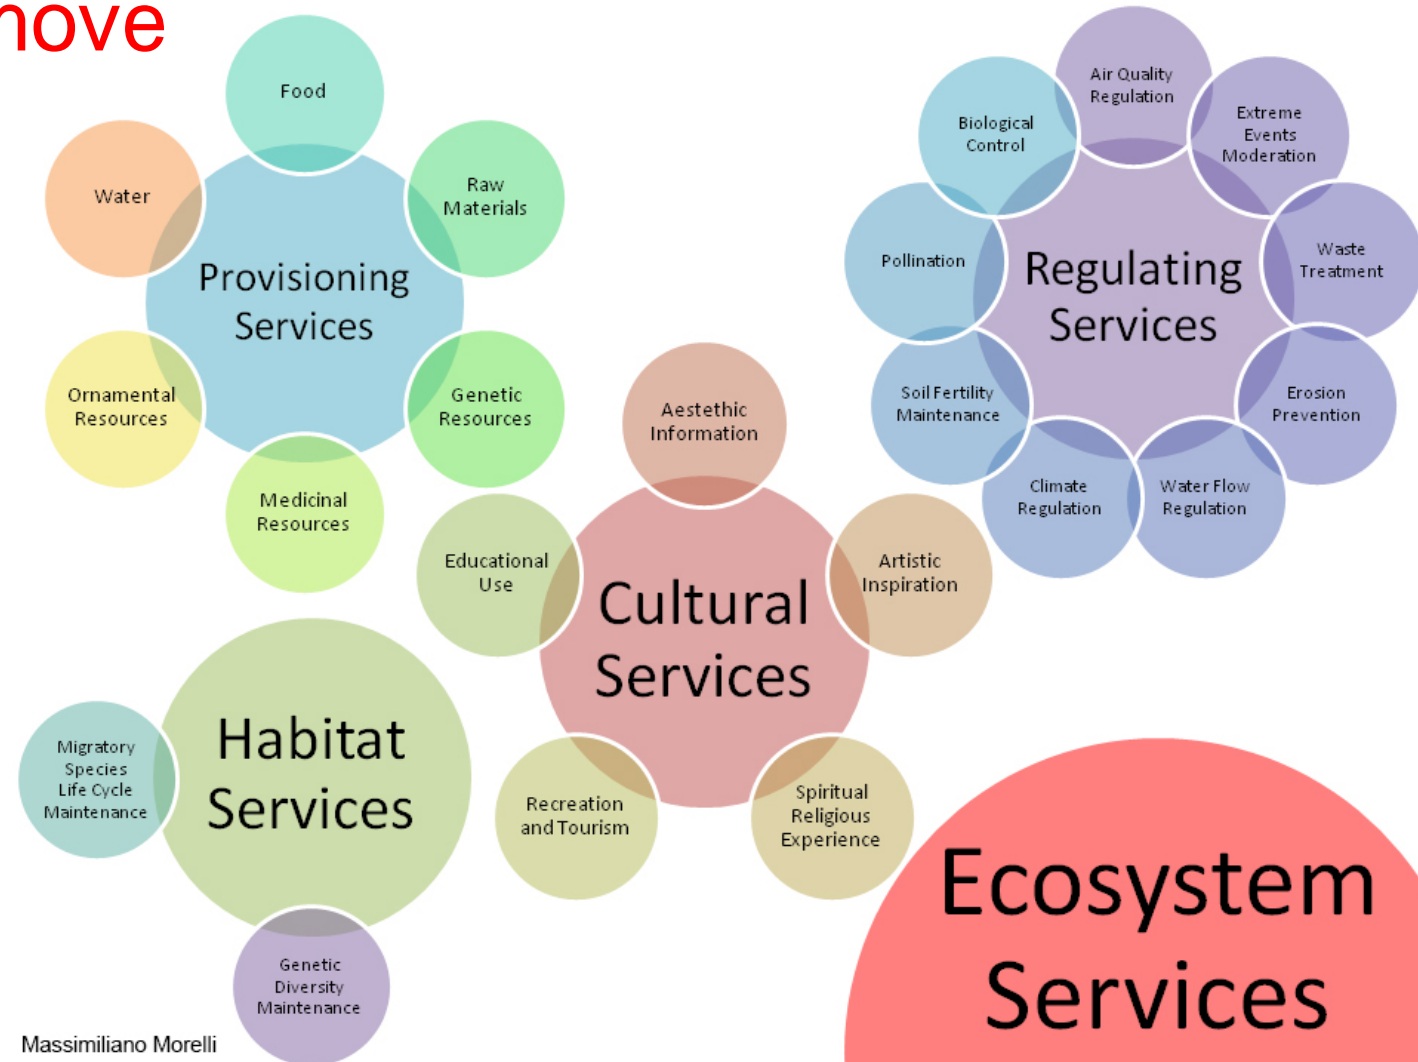 move
Food
Water
Raw
Materials
Provisioning
Services
Ornamental
Resources
Genetic
Resources
Medicinal
Resources
Air Quality
Regulation
Biological
Control
Extreme
Events
Moderation
Pollination
Waste
Treatment
Regulating
Services
Soil Fertility
Maintenance
Erosion
Prevention
Climate
Regulation
Water Flow
Regulation
Aestethic
Information
Educational
Use
Artistic
Inspiration
Cultural
Services
Recreation
and Tourism
Spiritual
Religious
Experience
Habitat
Services
Migratory
Species
Life Cycle
Maintenance
Genetic
Diversity
Maintenance
Ecosystem
Services
Massimiliano Morelli